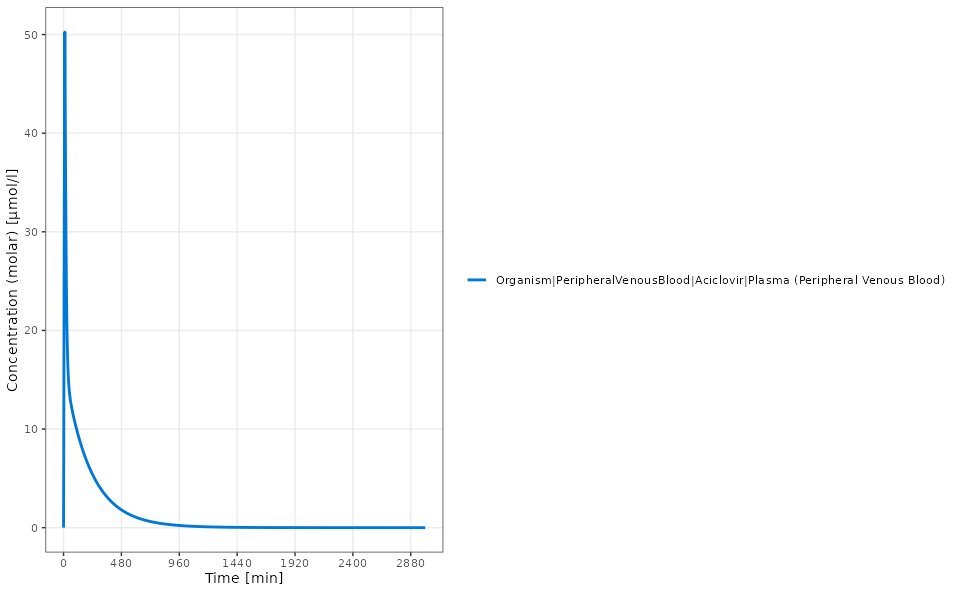 50
40
30
20
10
0
Concentration (molar) [µmol/l]
0 480 960 1440 1920 2400 2880
Time [min]
Organism|PeripheralVenousBlood|Aciclovir|Plasma (Peripheral Venous Blood)